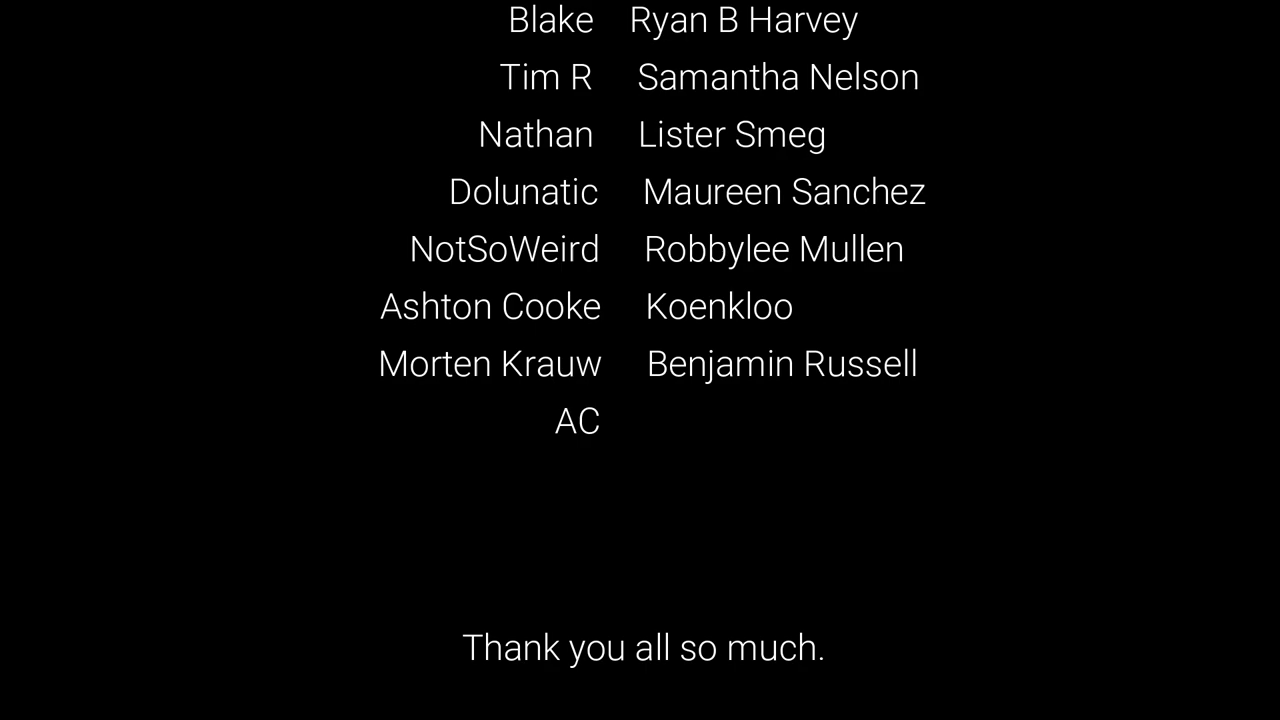 Blake Ryan B Harvey
Tim R Samantha Nelson
Nathan Lister Smeg
Dolunatic Maureen Sanchez
NotSoWeird Robbylee Mullen
Ashton Cooke Koenkloo
Morten Krauw Benjamin Russell
AC
Thank you all so much.